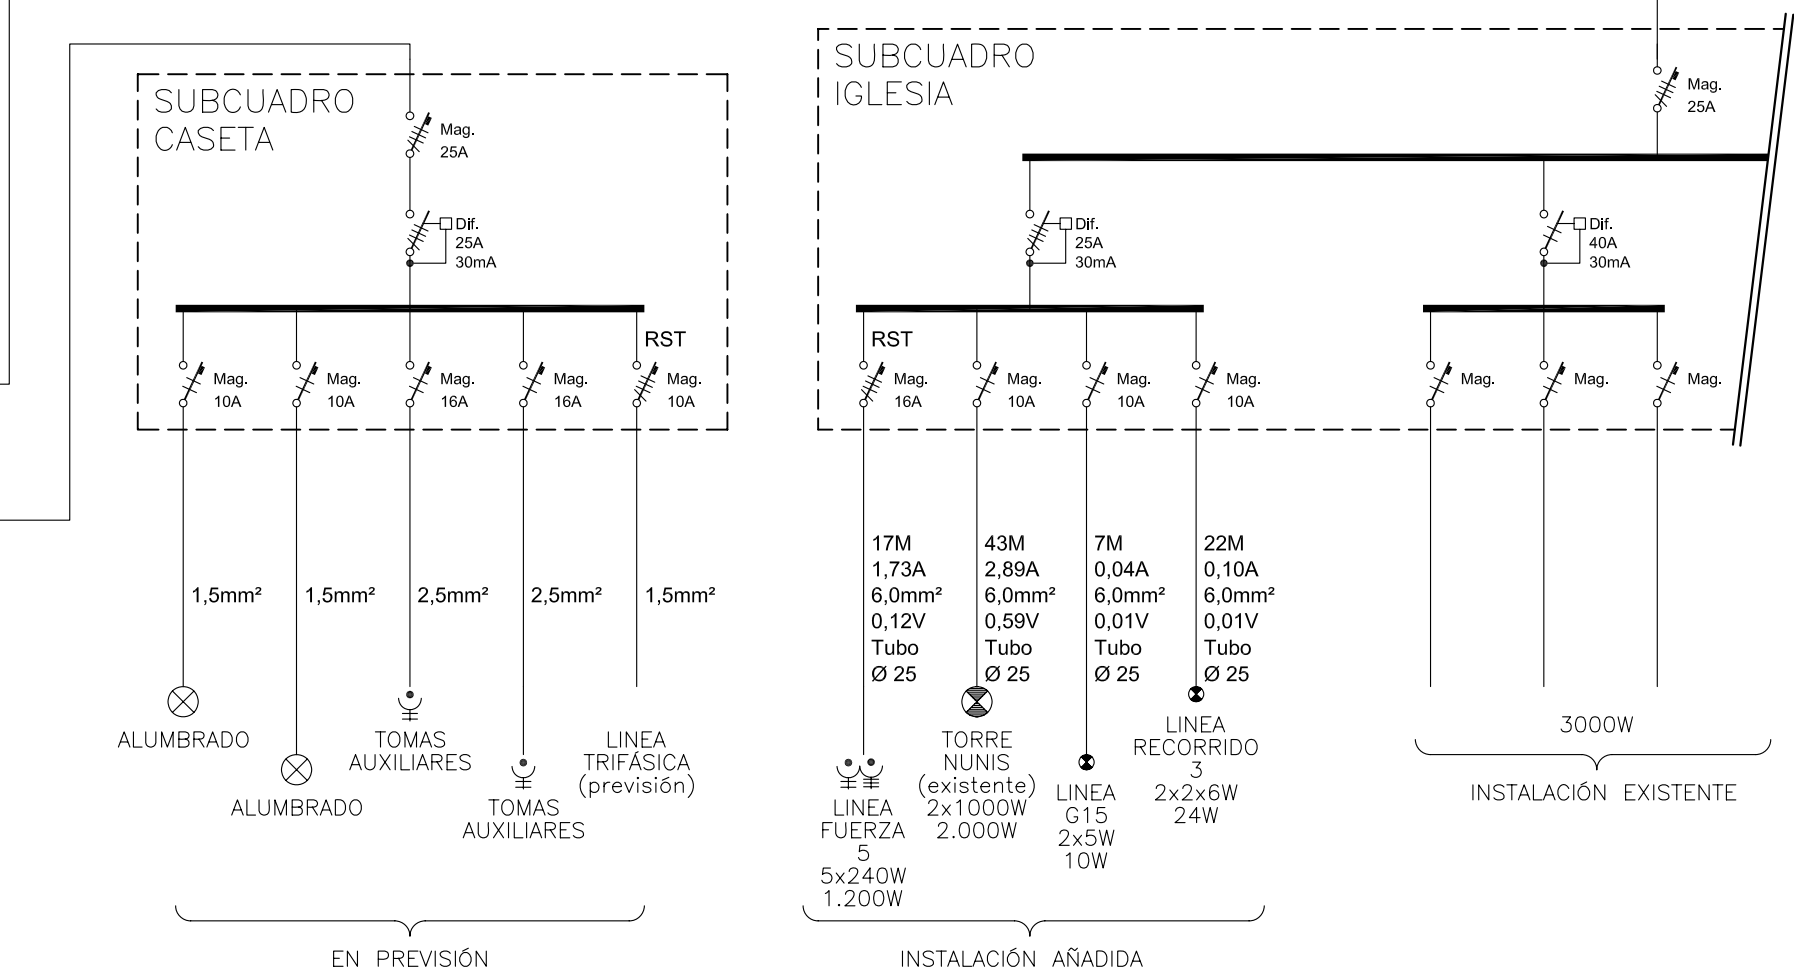 SUBCUADRO
CASETA
Mag.
25A
Dif.
25A
30mA
RST
Mag.
10A
Mag.
10A
Mag.
16A
Mag.
16A
Mag.
10A
1,5mm²
1,5mm²
2,5mm²
2,5mm²
1,5mm²
ALUMBRADO
ALUMBRADO
TOMAS
AUXILIARES
TOMAS
AUXILIARES
LINEA
TRIFÁSICA
(previsión)
EN PREVISIÓN
SUBCUADRO
IGLESIA
Mag.
25A
Dif.
25A
30mA
Dif.
40A
30mA
RST
Mag.
16A
Mag.
10A
Mag.
10A
Mag.
10A
Mag.
Mag.
Mag.
17M
1,73A
6,0mm²
0,12V
Tubo
Ø 25
43M
2,89A
6,0mm²
0,59V
Tubo
Ø 25
7M
0,04A
6,0mm²
0,01V
Tubo
Ø 25
22M
0,10A
6,0mm²
0,01V
Tubo
Ø 25
LINEA
FUERZA
5
5x240W
1.200W
TORRE
NUNIS
(existente)
2x1000W
2.000W
LINEA
G15
2x5W
10W
LINEA
RECORRIDO
3
2x2x6W
24W
INSTALACIÓN AÑADIDA
3000W
INSTALACIÓN EXISTENTE